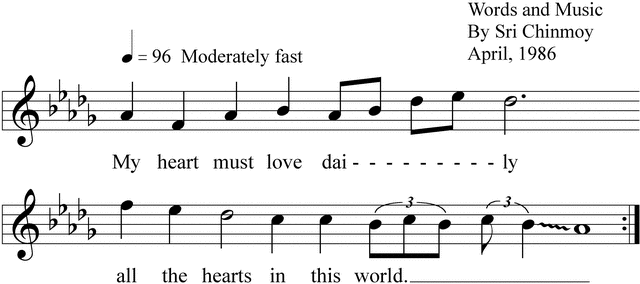 Words and Music
By Sri Chinmoy
April, 1986
= 96 Moderately fast
My heart must love dai - - - - - - - - - ly
3 3
all the hearts in this world.